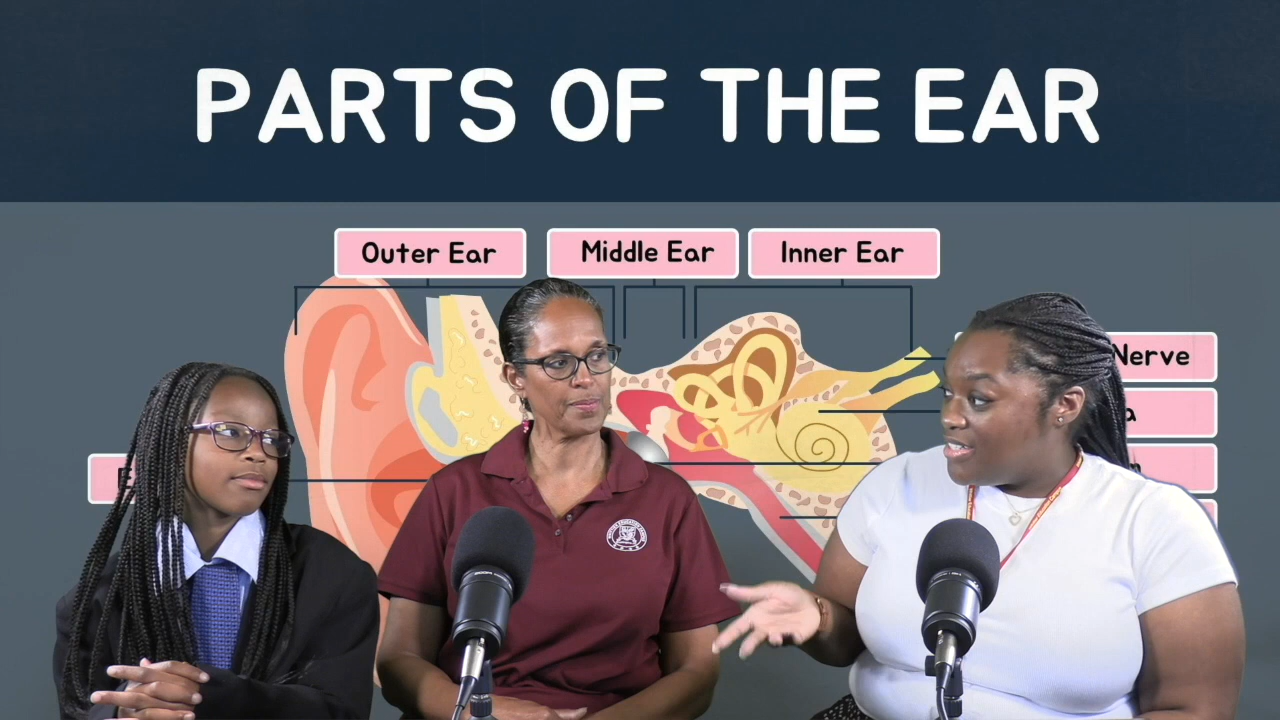 PARTS OF THE EAR
Outer Ear
Middle Ear
Inner Ear
Nerve